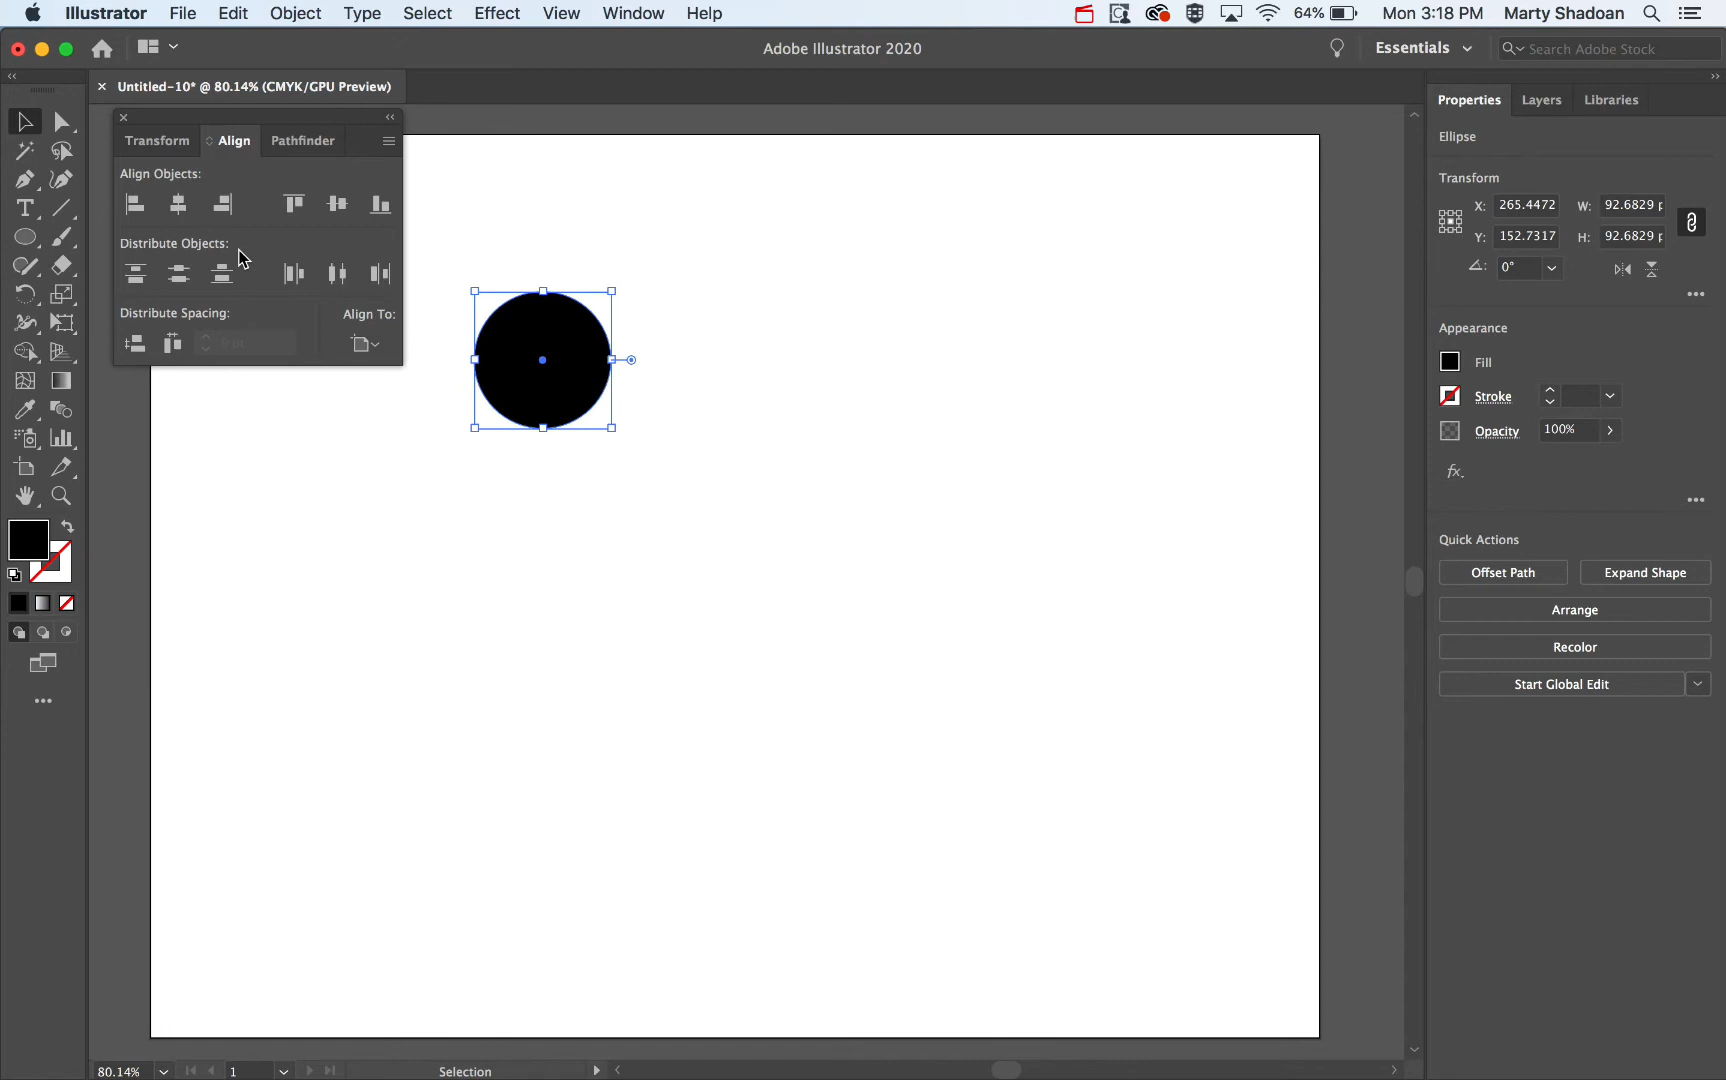 Illustrator File Edit Object Type Select Effect View Window Help 64% Mon 3:18 PM Marty Shadoan
Adobe Illustrator 2020 Essentials Search Adobe Stock
Untitled-10* @ 80.14% (CMYK/GPU Preview)
Properties Layers Libraries
Transform Align Pathfinder
Ellipse
Align Objects:
Transform
X: 265.4472 W: 92.6829 p
Y: 152.7317 H: 92.6829 p
Distribute Objects:
0°
Distribute Spacing: Align To:
0 in
Appearance
Fill
Stroke
Opacity 100%
fx.
Quick Actions
Offset Path Expand Shape
Arrange
Recolor
Start Global Edit
80.14% 1 Selection